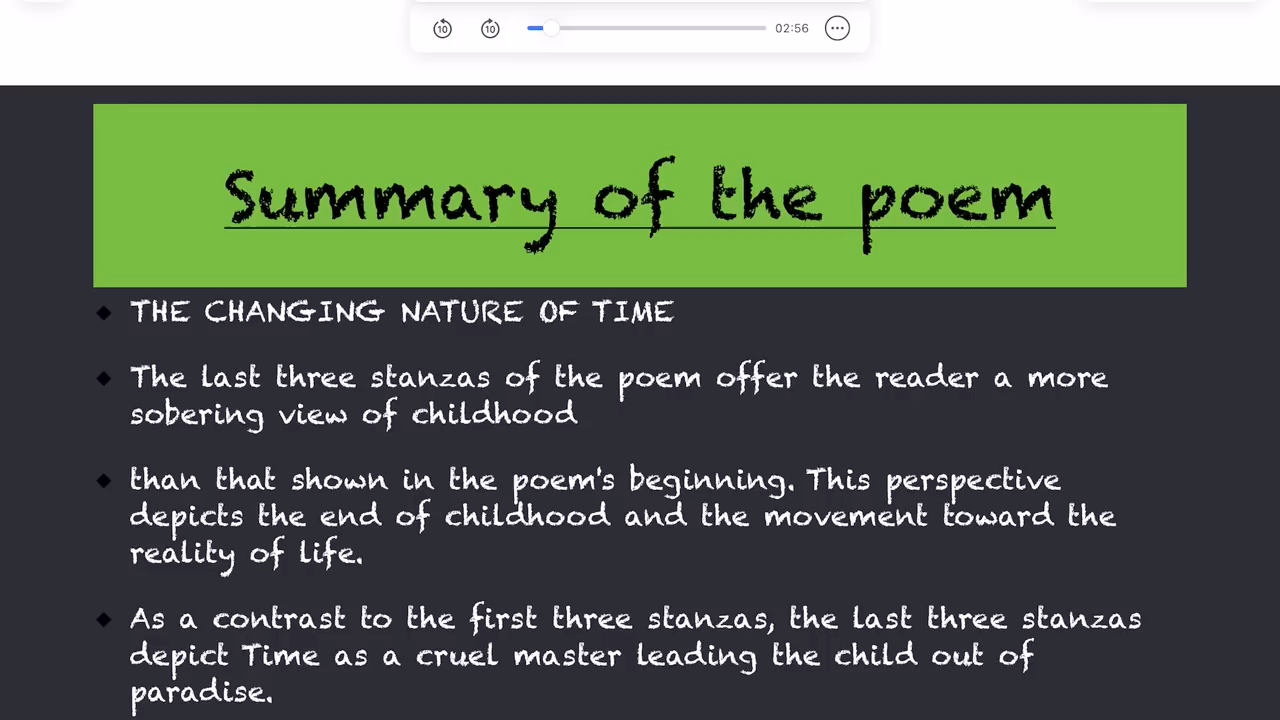 10 10 02:56
Summary of the poem
THE CHANGING NATURE OF TIME
The last three stanzas of the poem offer the reader a more
sobering view of childhood
than that shown in the poem's beginning. This perspective
depicts the end of childhood and the movement toward the
reality of life.
As a contrast to the first three stanzas, the last three stanzas
depict Time as a cruel master leading the child out of
paradise.